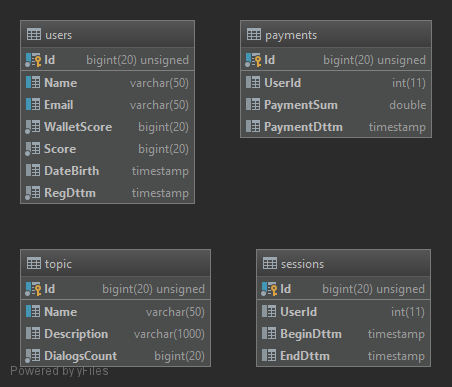 users
Id bigint(20) unsigned
Name varchar(50)
Email varchar(50)
WalletScore bigint(20)
Score bigint(20)
DateBirth timestamp
RegDttm timestamp
payments
Id bigint(20) unsigned
UserId int(11)
PaymentSum double
PaymentDttm timestamp
topic
Id bigint(20) unsigned
Name varchar(50)
Description varchar(1000)
DialogsCount bigint(20)
sessions
Id bigint(20) unsigned
UserId int(11)
BeginDttm timestamp
EndDttm timestamp
Powered by yFiles